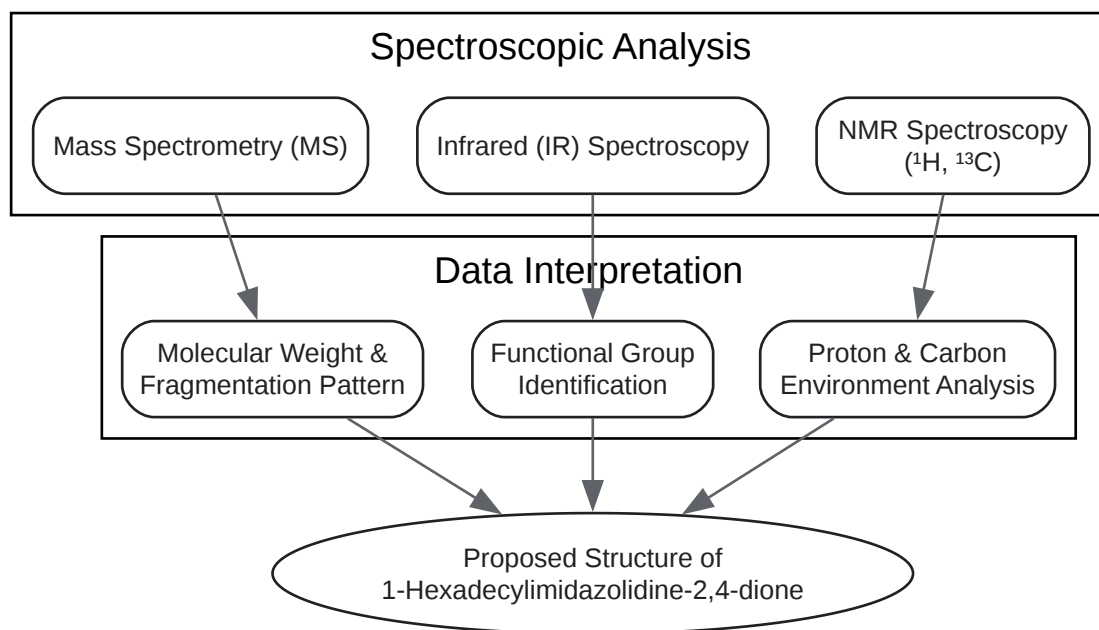 Spectroscopic Analysis
Mass Spectrometry (MS)
Infrared (IR) Spectroscopy
NMR Spectroscopy
(¹H, ¹³C)
Data Interpretation
Molecular Weight &
Fragmentation Pattern
Functional Group
Identification
Proton & Carbon
Environment Analysis
Proposed Structure of
1-Hexadecylimidazolidine-2,4-dione